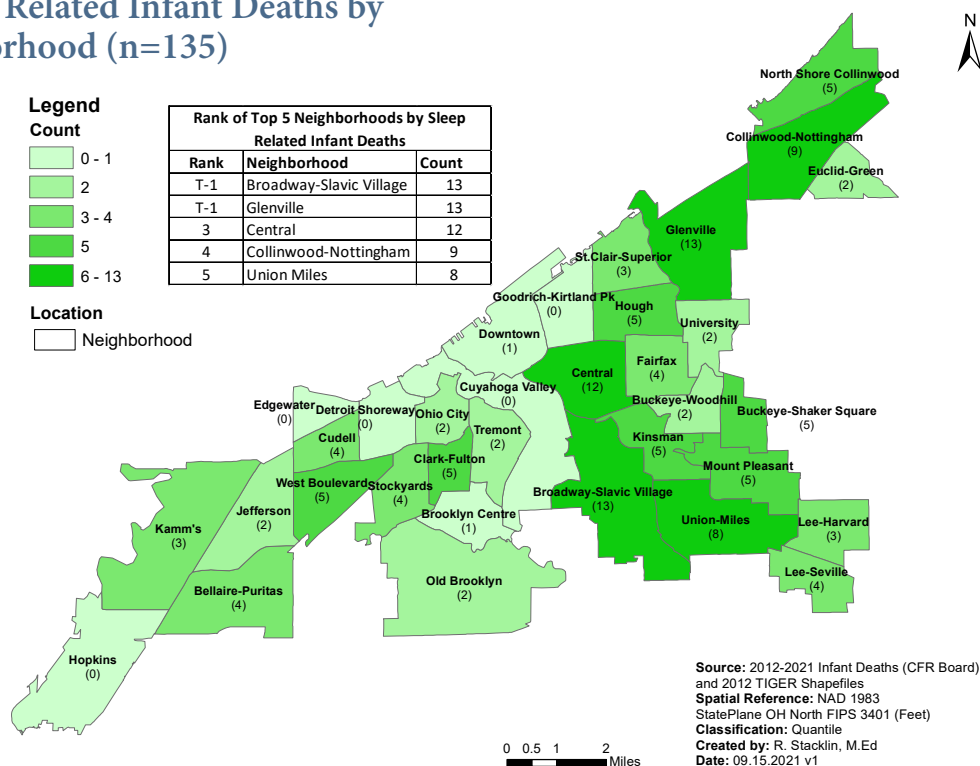 Related Infant Deaths by
orhood (n=135)
N
Legend
Count
0 - 1
2
3 - 4
5
6 - 13
Location
Neighborhood
Rank of Top 5 Neighborhoods by Sleep
Related Infant Deaths
Rank Neighborhood Count
T-1 Broadway-Slavic Village 13
T-1 Glenville 13
3 Central 12
4 Collinwood-Nottingham 9
5 Union Miles 8
North Shore Collinwood
(5)
Collinwood-Nottingham
(9)
Euclid-Green
(2)
Glenville
(13)
St.Clair-Superior
(3)
Goodrich-Kirtland Pk
(0)
Hough
(5)
University
(2)
Downtown
(1)
Fairfax
(4)
Central
(12)
Cuyahoga Valley
(0)
Buckeye-Woodhill
(2)
Buckeye-Shaker Square
(5)
Edgewater
(0)
Detroit Shoreway
(0)
Ohio City
(2)
Tremont
(2)
Cudell
(4)
Kinsman
(5)
Clark-Fulton
(5)
Mount Pleasant
(5)
West Boulevard
(5)
Stockyards
(4)
Broadway-Slavic Village
(13)
Jefferson
(2)
Brooklyn Centre
(1)
Union-Miles
(8)
Lee-Harvard
(3)
Kamm's
(3)
Lee-Seville
(4)
Old Brooklyn
(2)
Bellaire-Puritas
(4)
Hopkins
(0)
Source: 2012-2021 Infant Deaths (CFR Board)
and 2012 TIGER Shapefiles
Spatial Reference: NAD 1983
StatePlane OH North FIPS 3401 (Feet)
Classification: Quantile
Created by: R. Stacklin, M.Ed
Date: 09.15.2021 v1
0 0.5 1 2
Miles